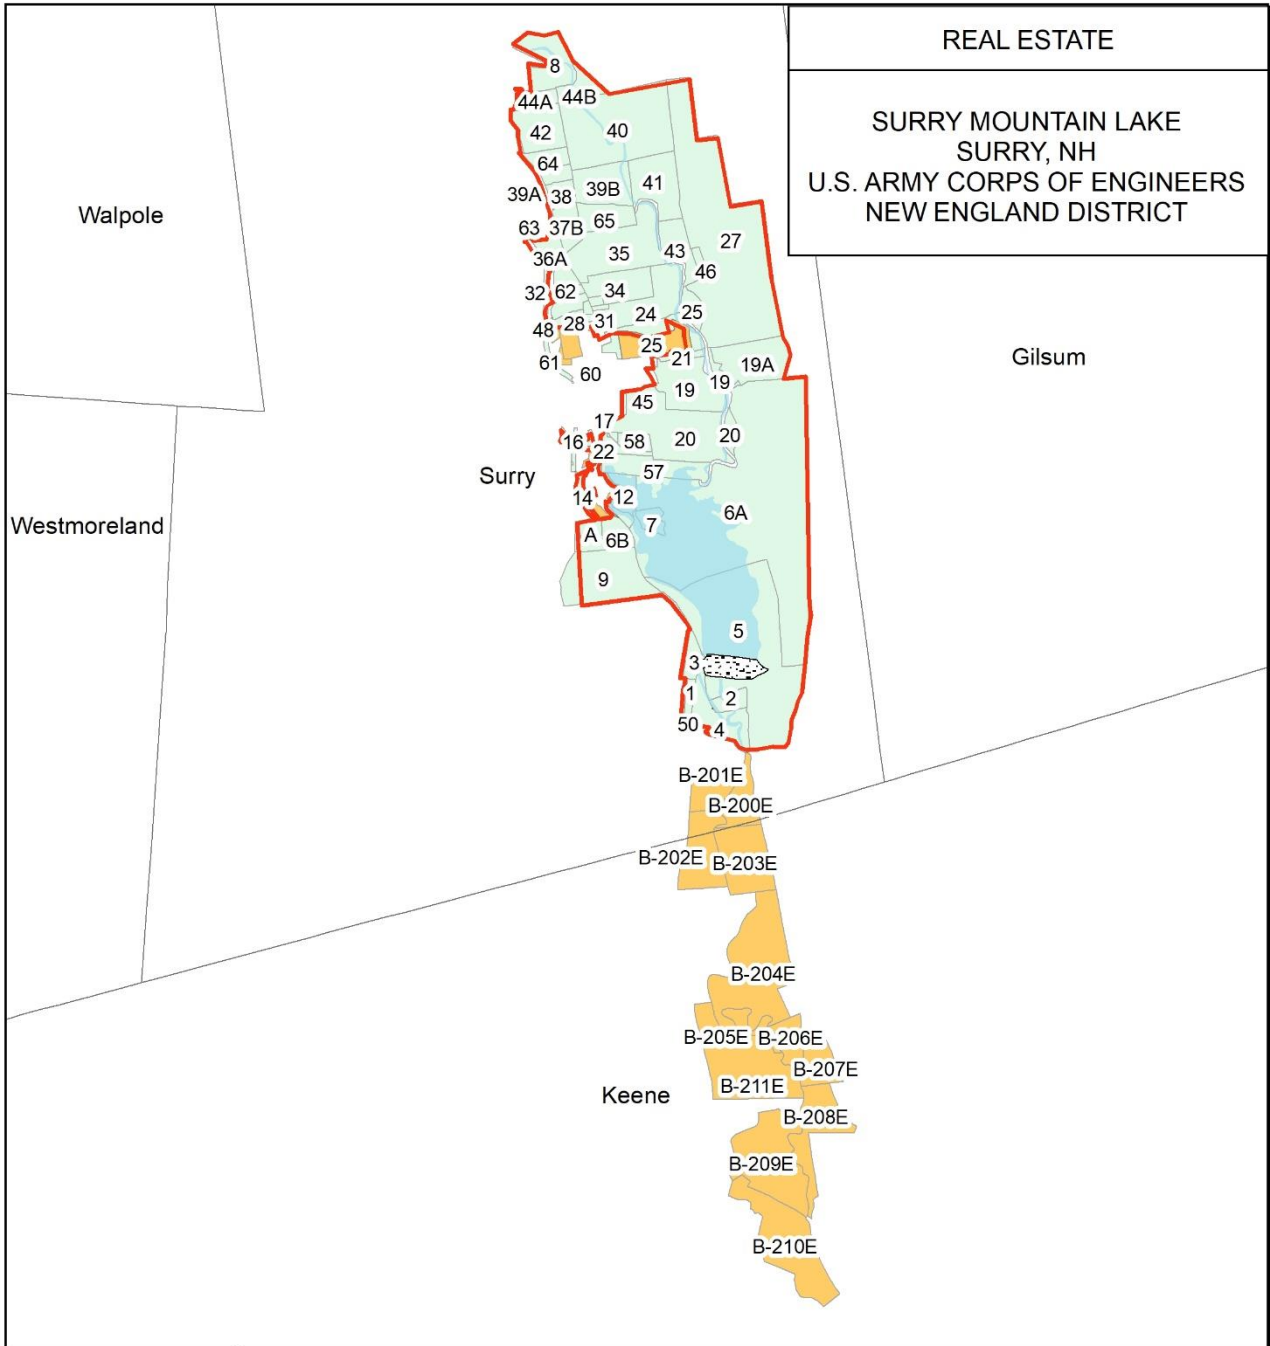 REAL ESTATE
SURRY MOUNTAIN LAKE
SURRY, NH
U.S. ARMY CORPS OF ENGINEERS
NEW ENGLAND DISTRICT
8
44A
44B
42
40
64
39A
38
39B
41
63
37B
65
27
36A
35
43
46
32
62
34
48
28
31
24
25
61
60
25
21
19A
19
19
45
17
16
22
58
20
20
57
14
12
7
6A
A
6B
9
5
3
1
2
50
4
Walpole
Gilsum
Surry
Westmoreland
B-201E
B-200E
B-202E
B-203E
B-204E
B-205E
B-206E
B-207E
B-211E
Keene
B-208E
B-209E
B-210E